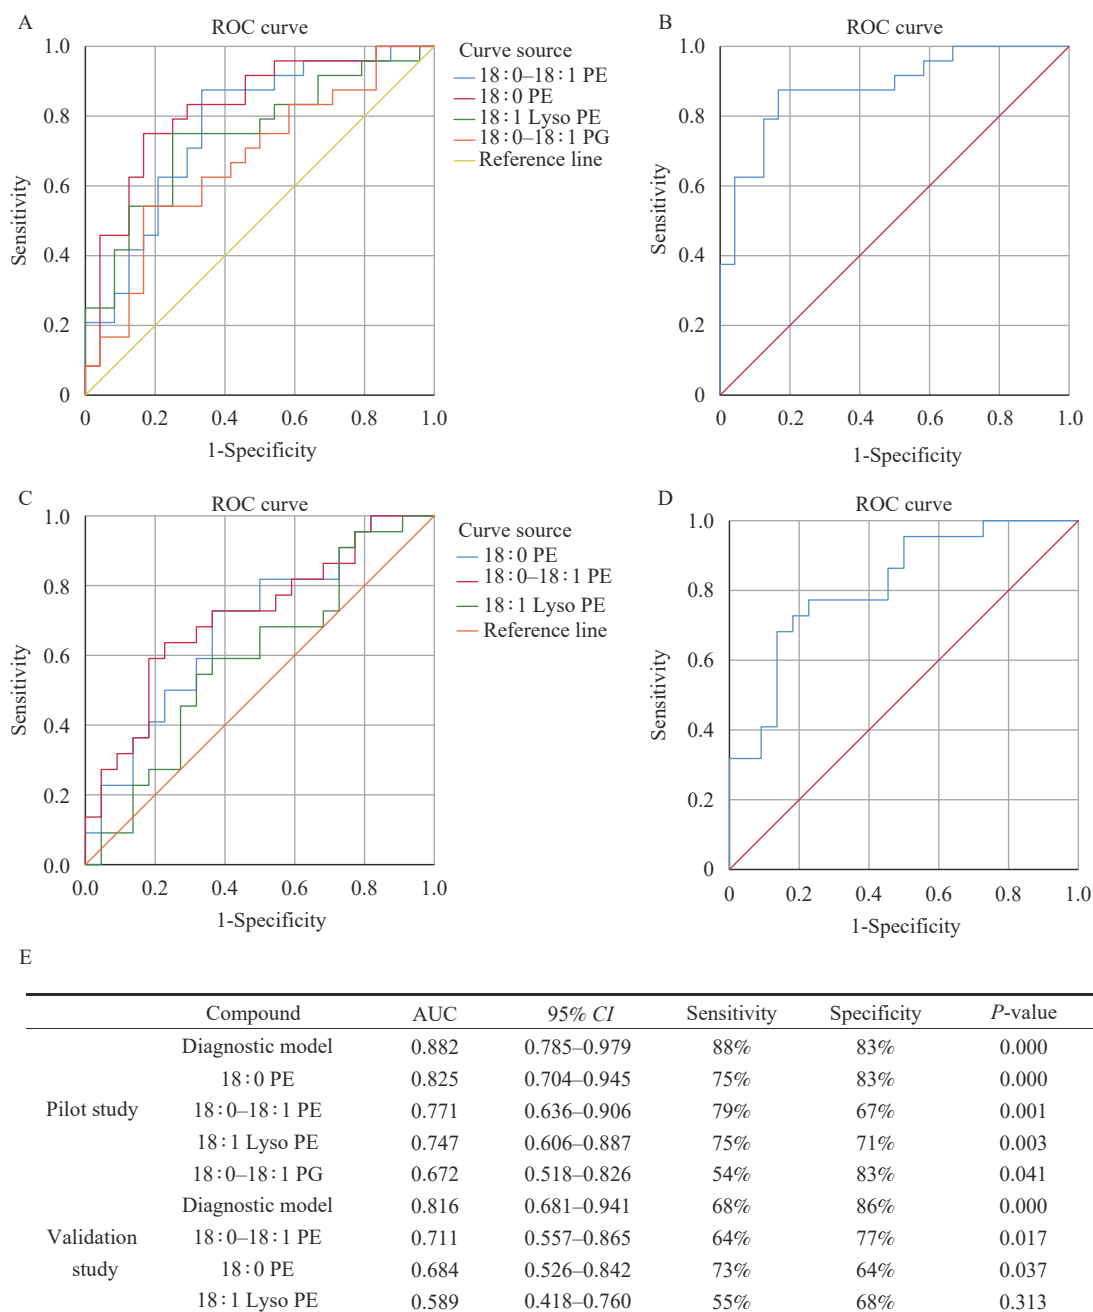 A
ROC curve
1.0
0.8
0.6
0.4
0.2
0
Sensitivity
0 0.2 0.4 0.6 0.8 1.0
1-Specificity
Curve source
18∶0–18∶1 PE
18∶0 PE
18∶1 Lyso PE
18∶0–18∶1 PG
Reference line
B
ROC curve
1.0
0.8
0.6
0.4
0.2
0
Sensitivity
0 0.2 0.4 0.6 0.8 1.0
1-Specificity
C
ROC curve
1.0
0.8
0.6
0.4
0.2
0.0
Sensitivity
0.0 0.2 0.4 0.6 0.8 1.0
1-Specificity
Curve source
18∶0 PE
18∶0–18∶1 PE
18∶1 Lyso PE
Reference line
D
ROC curve
1.0
0.8
0.6
0.4
0.2
0
Sensitivity
0 0.2 0.4 0.6 0.8 1.0
1-Specificity
E
Compound AUC 95% CI Sensitivity Specificity P-value
Diagnostic model 0.882 0.785–0.979 88% 83% 0.000
18∶0 PE 0.825 0.704–0.945 75% 83% 0.000
Pilot study 18∶0–18∶1 PE 0.771 0.636–0.906 79% 67% 0.001
18∶1 Lyso PE 0.747 0.606–0.887 75% 71% 0.003
18∶0–18∶1 PG 0.672 0.518–0.826 54% 83% 0.041
Diagnostic model 0.816 0.681–0.941 68% 86% 0.000
Validation 18∶0–18∶1 PE 0.711 0.557–0.865 64% 77% 0.017
study 18∶0 PE 0.684 0.526–0.842 73% 64% 0.037
18∶1 Lyso PE 0.589 0.418–0.760 55% 68% 0.313